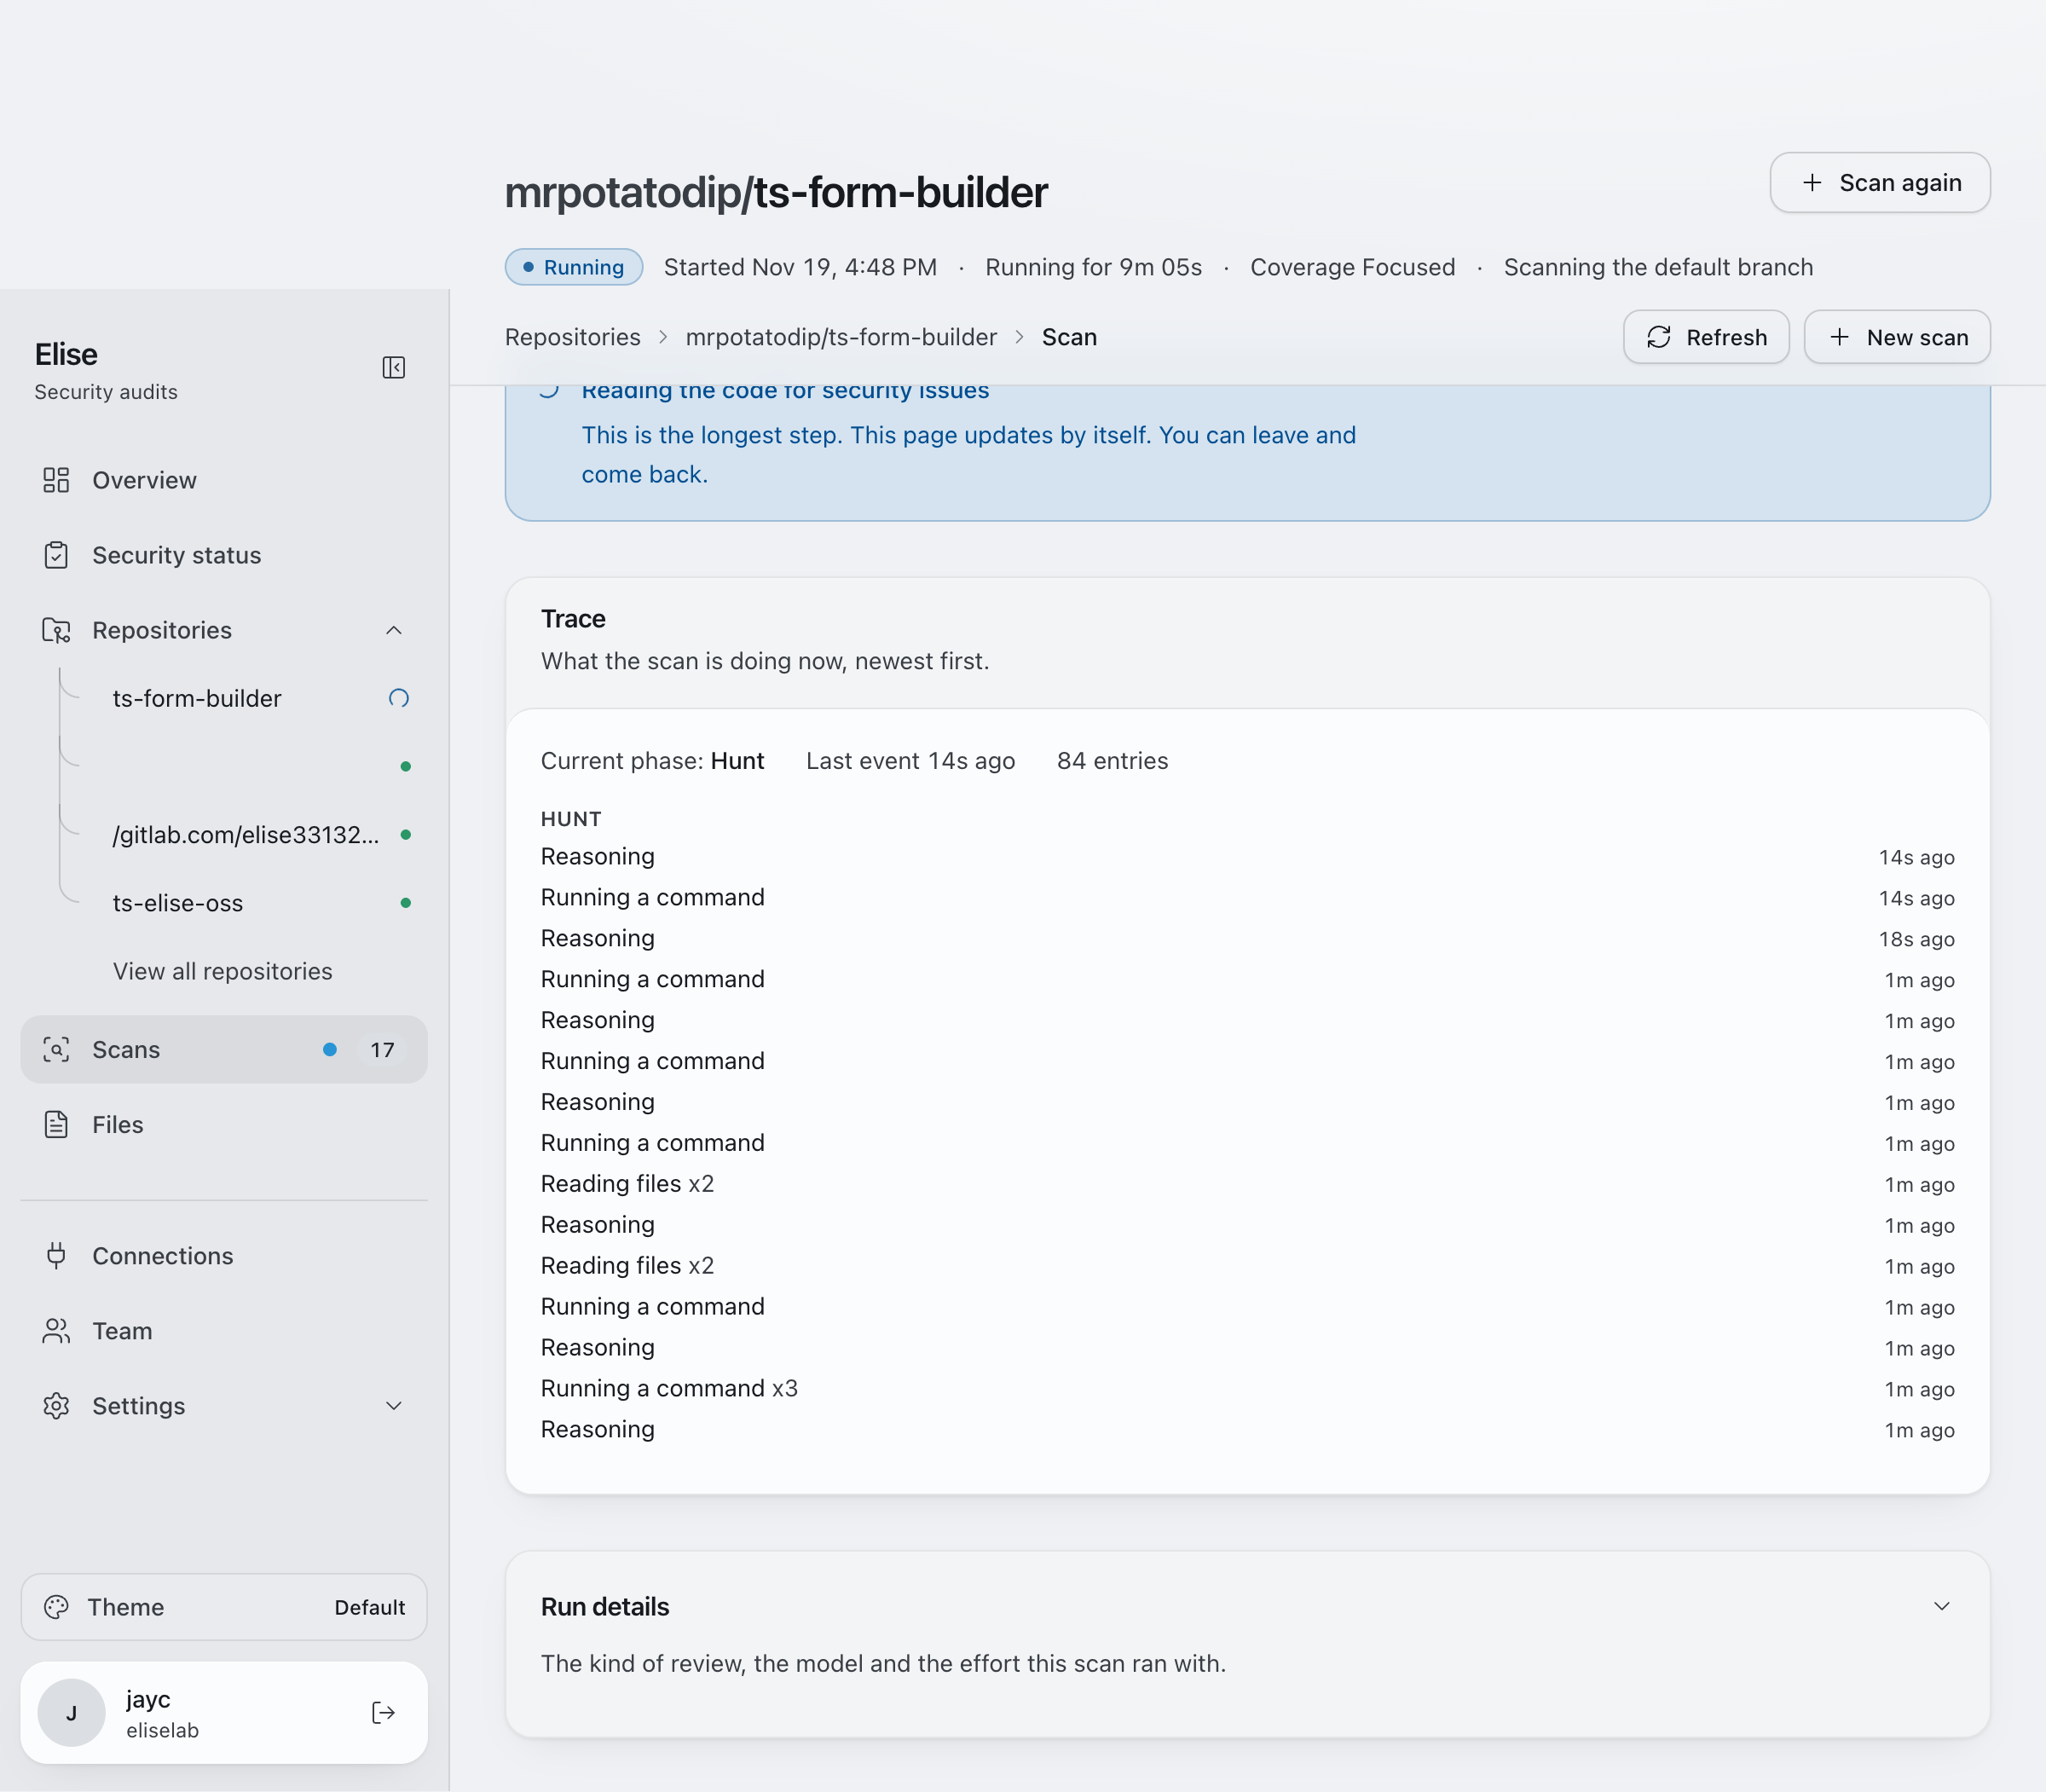 mrpotatodip/ts-form-builder
+ Scan again
Running
Started Nov 19, 4:48 PM · Running for 9m 05s · Coverage Focused · Scanning the default branch
Repositories > mrpotatodip/ts-form-builder > Scan
Refresh
+ New scan
Elise
Security audits
Overview
Security status
Repositories
ts-form-builder
/gitlab.com/elise33132...
ts-elise-oss
View all repositories
Scans 17
Files
Connections
Team
Settings
Theme Default
J
jayc
eliselab
Reading the code for security issues
This is the longest step. This page updates by itself. You can leave and
come back.
Trace
What the scan is doing now, newest first.
Current phase: Hunt Last event 14s ago 84 entries
HUNT
Reasoning 14s ago
Running a command 14s ago
Reasoning 18s ago
Running a command 1m ago
Reasoning 1m ago
Running a command 1m ago
Reasoning 1m ago
Running a command 1m ago
Reading files x2 1m ago
Reasoning 1m ago
Reading files x2 1m ago
Running a command 1m ago
Reasoning 1m ago
Running a command x3 1m ago
Reasoning 1m ago
Run details
The kind of review, the model and the effort this scan ran with.